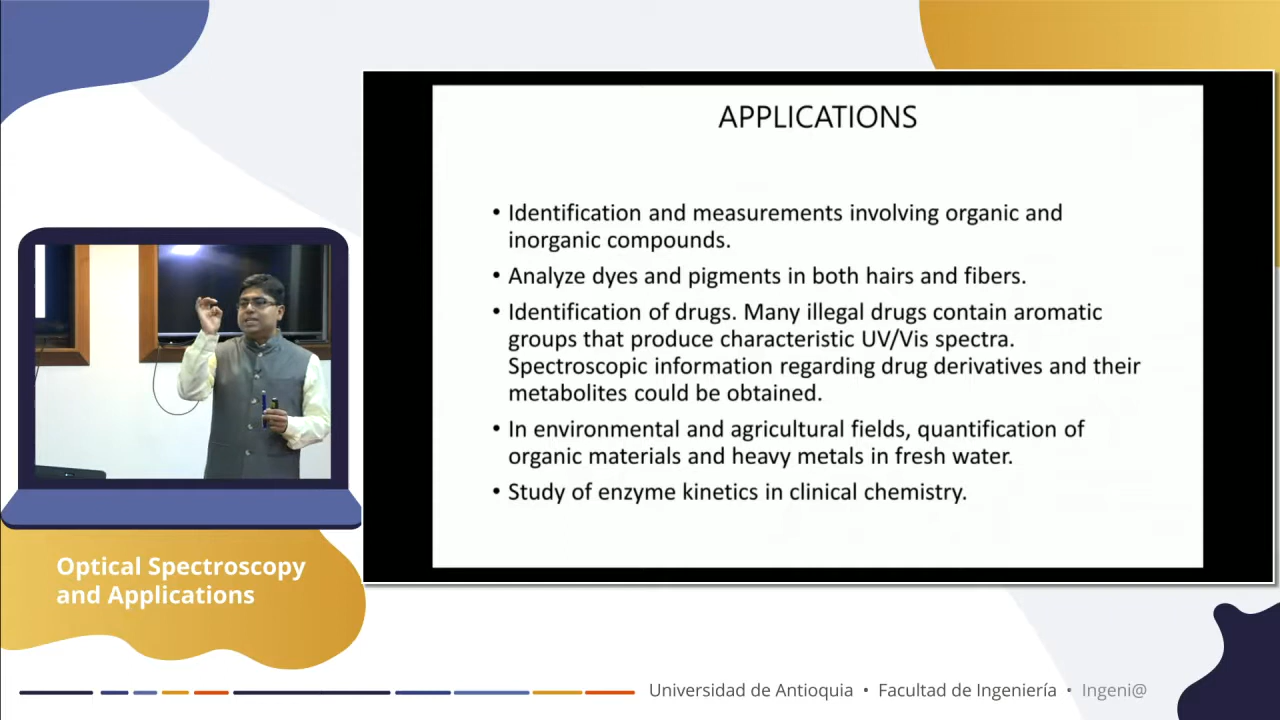 APPLICATIONS
• Identification and measurements involving organic and
inorganic compounds.
• Analyze dyes and pigments in both hairs and fibers.
• Identification of drugs. Many illegal drugs contain aromatic
groups that produce characteristic UV/Vis spectra.
Spectroscopic information regarding drug derivatives and their
metabolites could be obtained.
• In environmental and agricultural fields, quantification of
organic materials and heavy metals in fresh water.
• Study of enzyme kinetics in clinical chemistry.
Optical Spectroscopy
and Applications
Universidad de Antioquia • Facultad de Ingeniería • Ingeni@